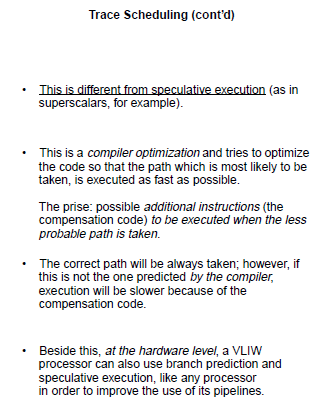 Trace Scheduling (cont'd)
• This is different from speculative execution (as in
superscalars, for example).
• This is a compiler optimization and tries to optimize
the code so that the path which is most likely to be
taken, is executed as fast as possible.
The prise: possible additional instructions (the
compensation code) to be executed when the less
probable path is taken.
• The correct path will be always taken; however, if
this is not the one predicted by the compiler,
execution will be slower because of the
compensation code.
• Beside this, at the hardware level, a VLIW
processor can also use branch prediction and
speculative execution, like any processor
in order to improve the use of its pipelines.